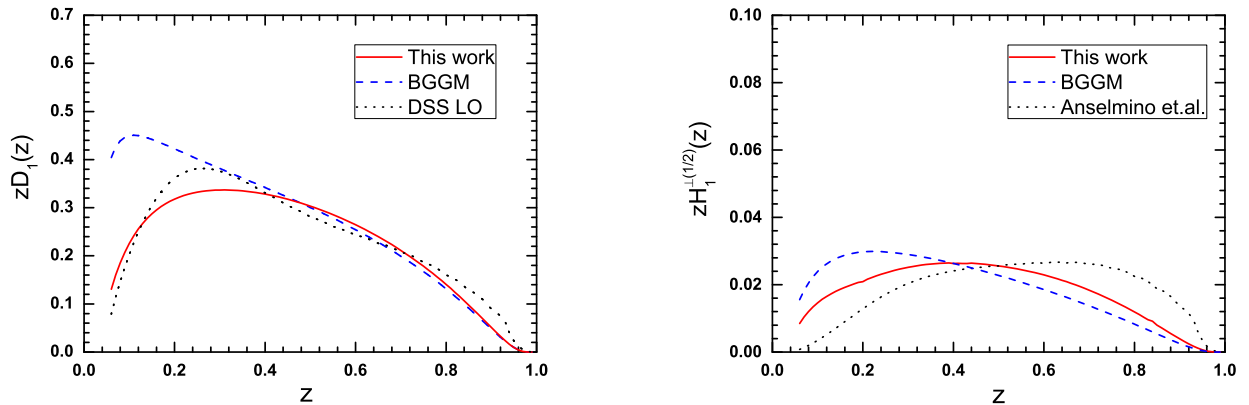 0.7
0.6
0.5
0.4
0.3
0.2
0.1
0.0
zD₁(z)
This work
BGGM
DSS LO
0.0 0.2 0.4 0.6 0.8 1.0
z
0.10
0.08
0.06
0.04
0.02
0.00
zH₁^⊥(1/2)(z)
This work
BGGM
Anselmino et.al.
0.0 0.2 0.4 0.6 0.8 1.0
z